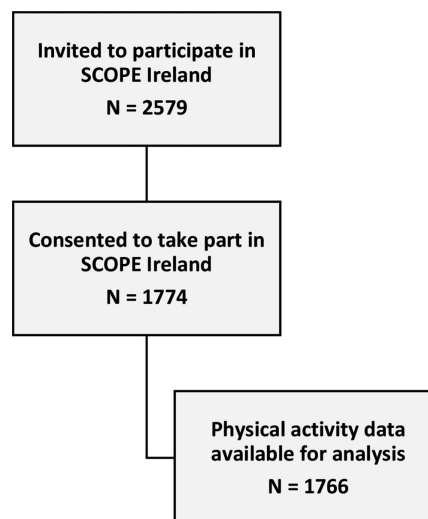 Invited to participate in
SCOPE Ireland
N = 2579
Consented to take part in
SCOPE Ireland
N = 1774
Physical activity data
available for analysis
N = 1766